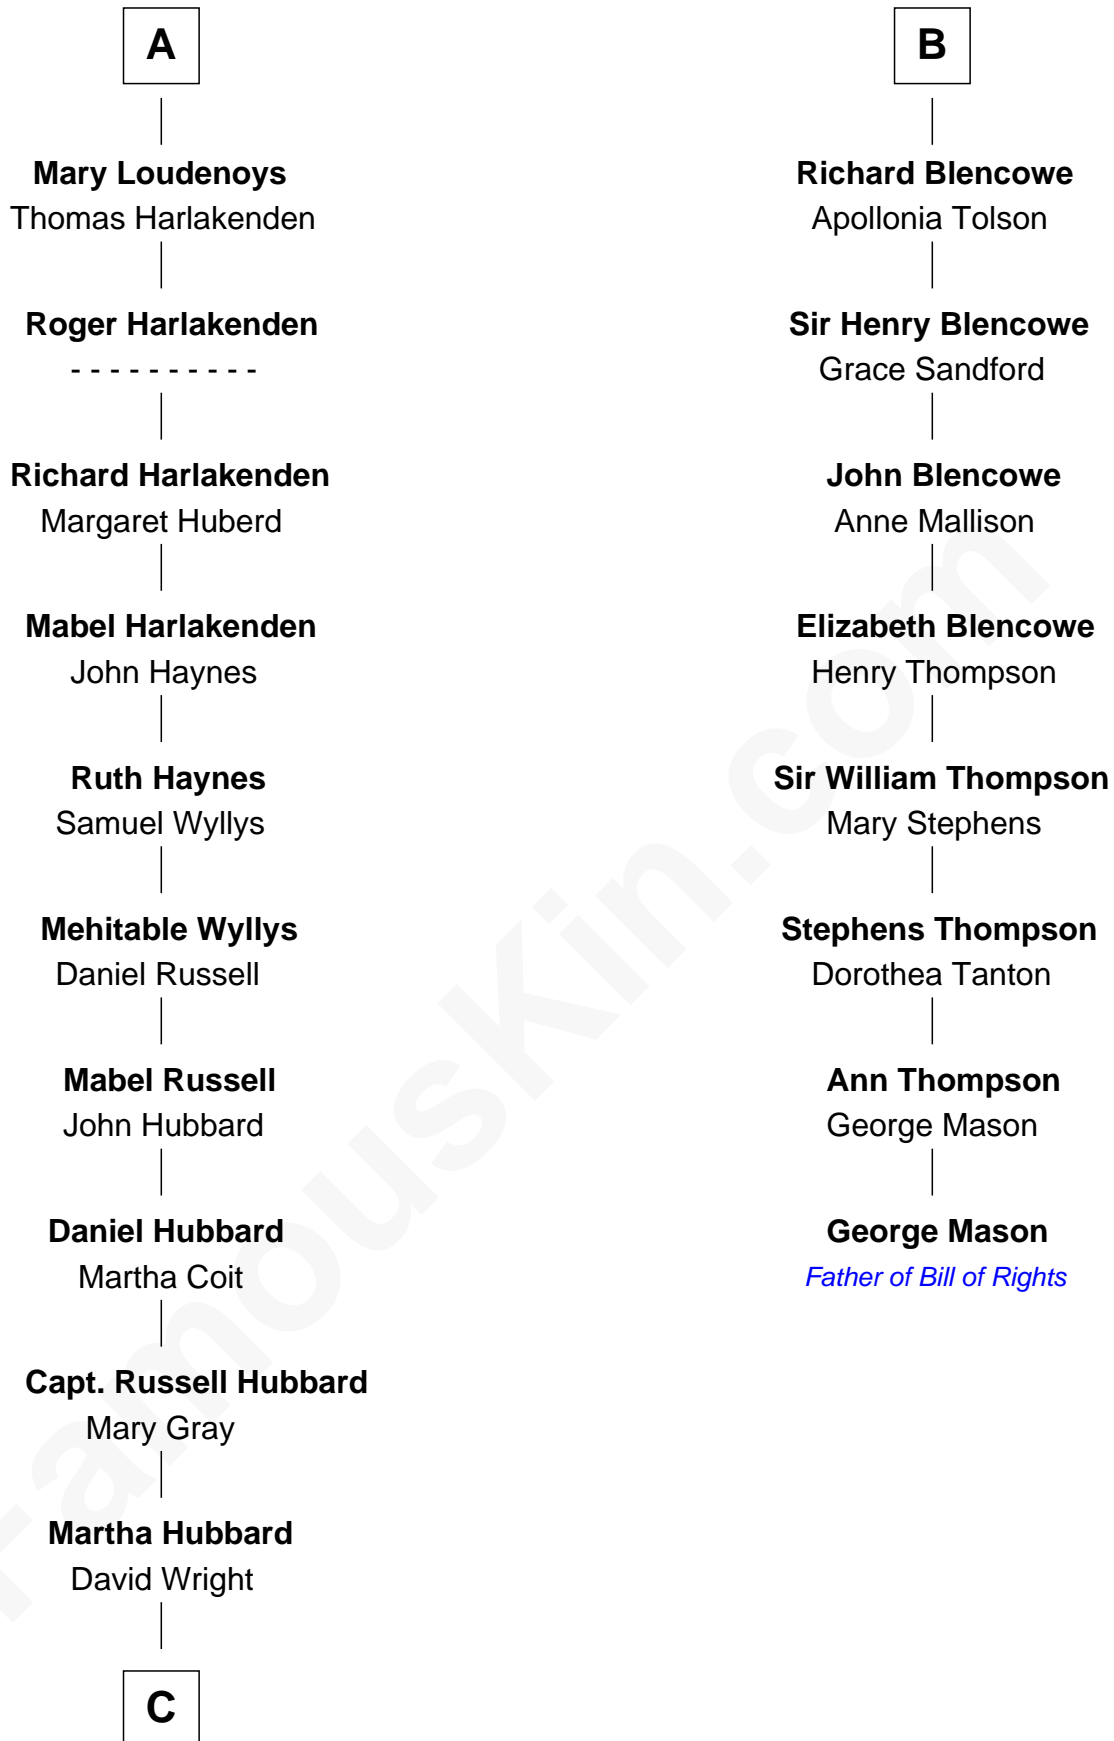 A
Mary Loudenoys
Thomas Harlakenden
Roger Harlakenden
- - - - - - - - - -
Richard Harlakenden
Margaret Huberd
Mabel Harlakenden
John Haynes
Ruth Haynes
Samuel Wyllys
Mehitable Wyllys
Daniel Russell
Mabel Russell
John Hubbard
Daniel Hubbard
Martha Coit
Capt. Russell Hubbard
Mary Gray
Martha Hubbard
David Wright
C
B
Richard Blencowe
Apollonia Tolson
Sir Henry Blencowe
Grace Sandford
John Blencowe
Anne Mallison
Elizabeth Blencowe
Henry Thompson
Sir William Thompson
Mary Stephens
Stephens Thompson
Dorothea Tanton
Ann Thompson
George Mason
George Mason
Father of Bill of Rights
FamousKin.com